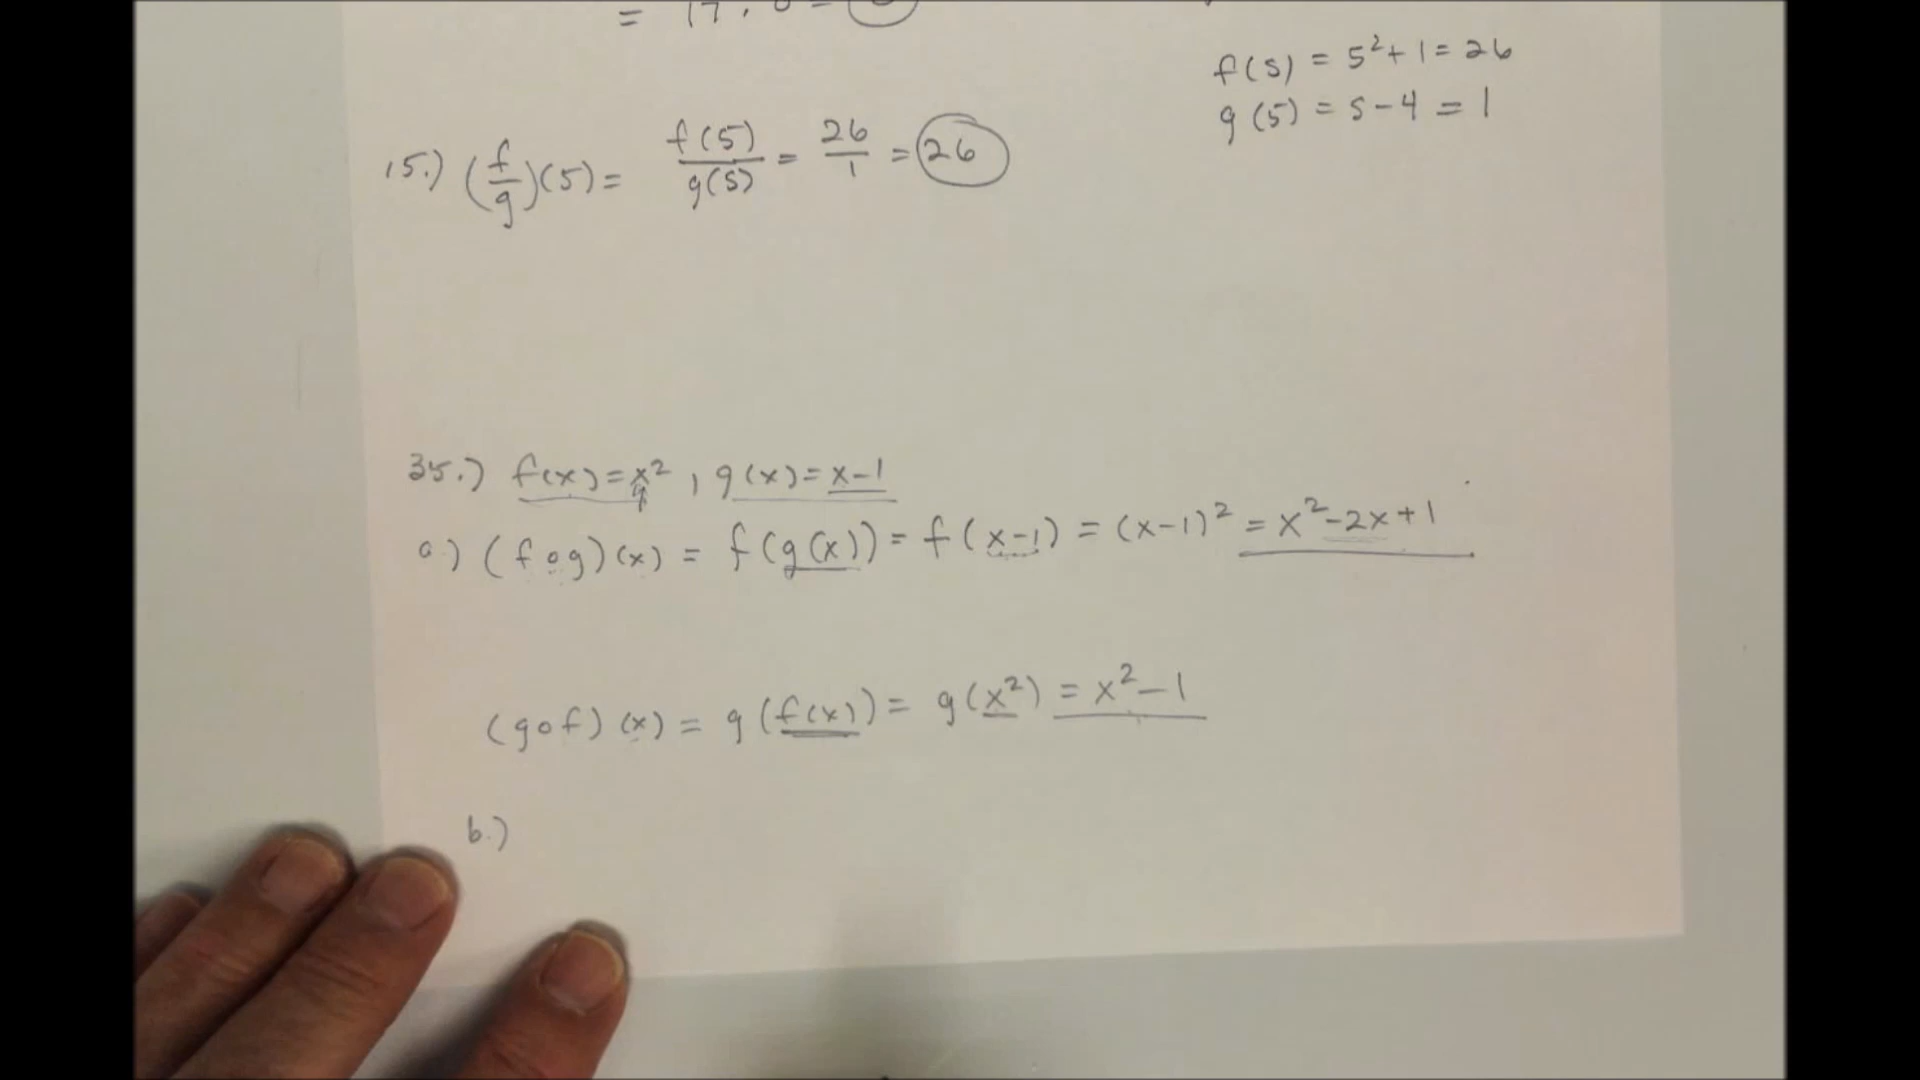 f(5) = 5²+1 = 26
g(5) = 5-4 = 1
15.) (f/g)(5) = f(5)/g(5) = 26/1 = 26
35.) f(x)=x², g(x)=x-1
a.) (f∘g)(x) = f(g(x)) = f(x-1) = (x-1)² = x²-2x+1
(g∘f)(x) = g(f(x)) = g(x²) = x²-1
b.)